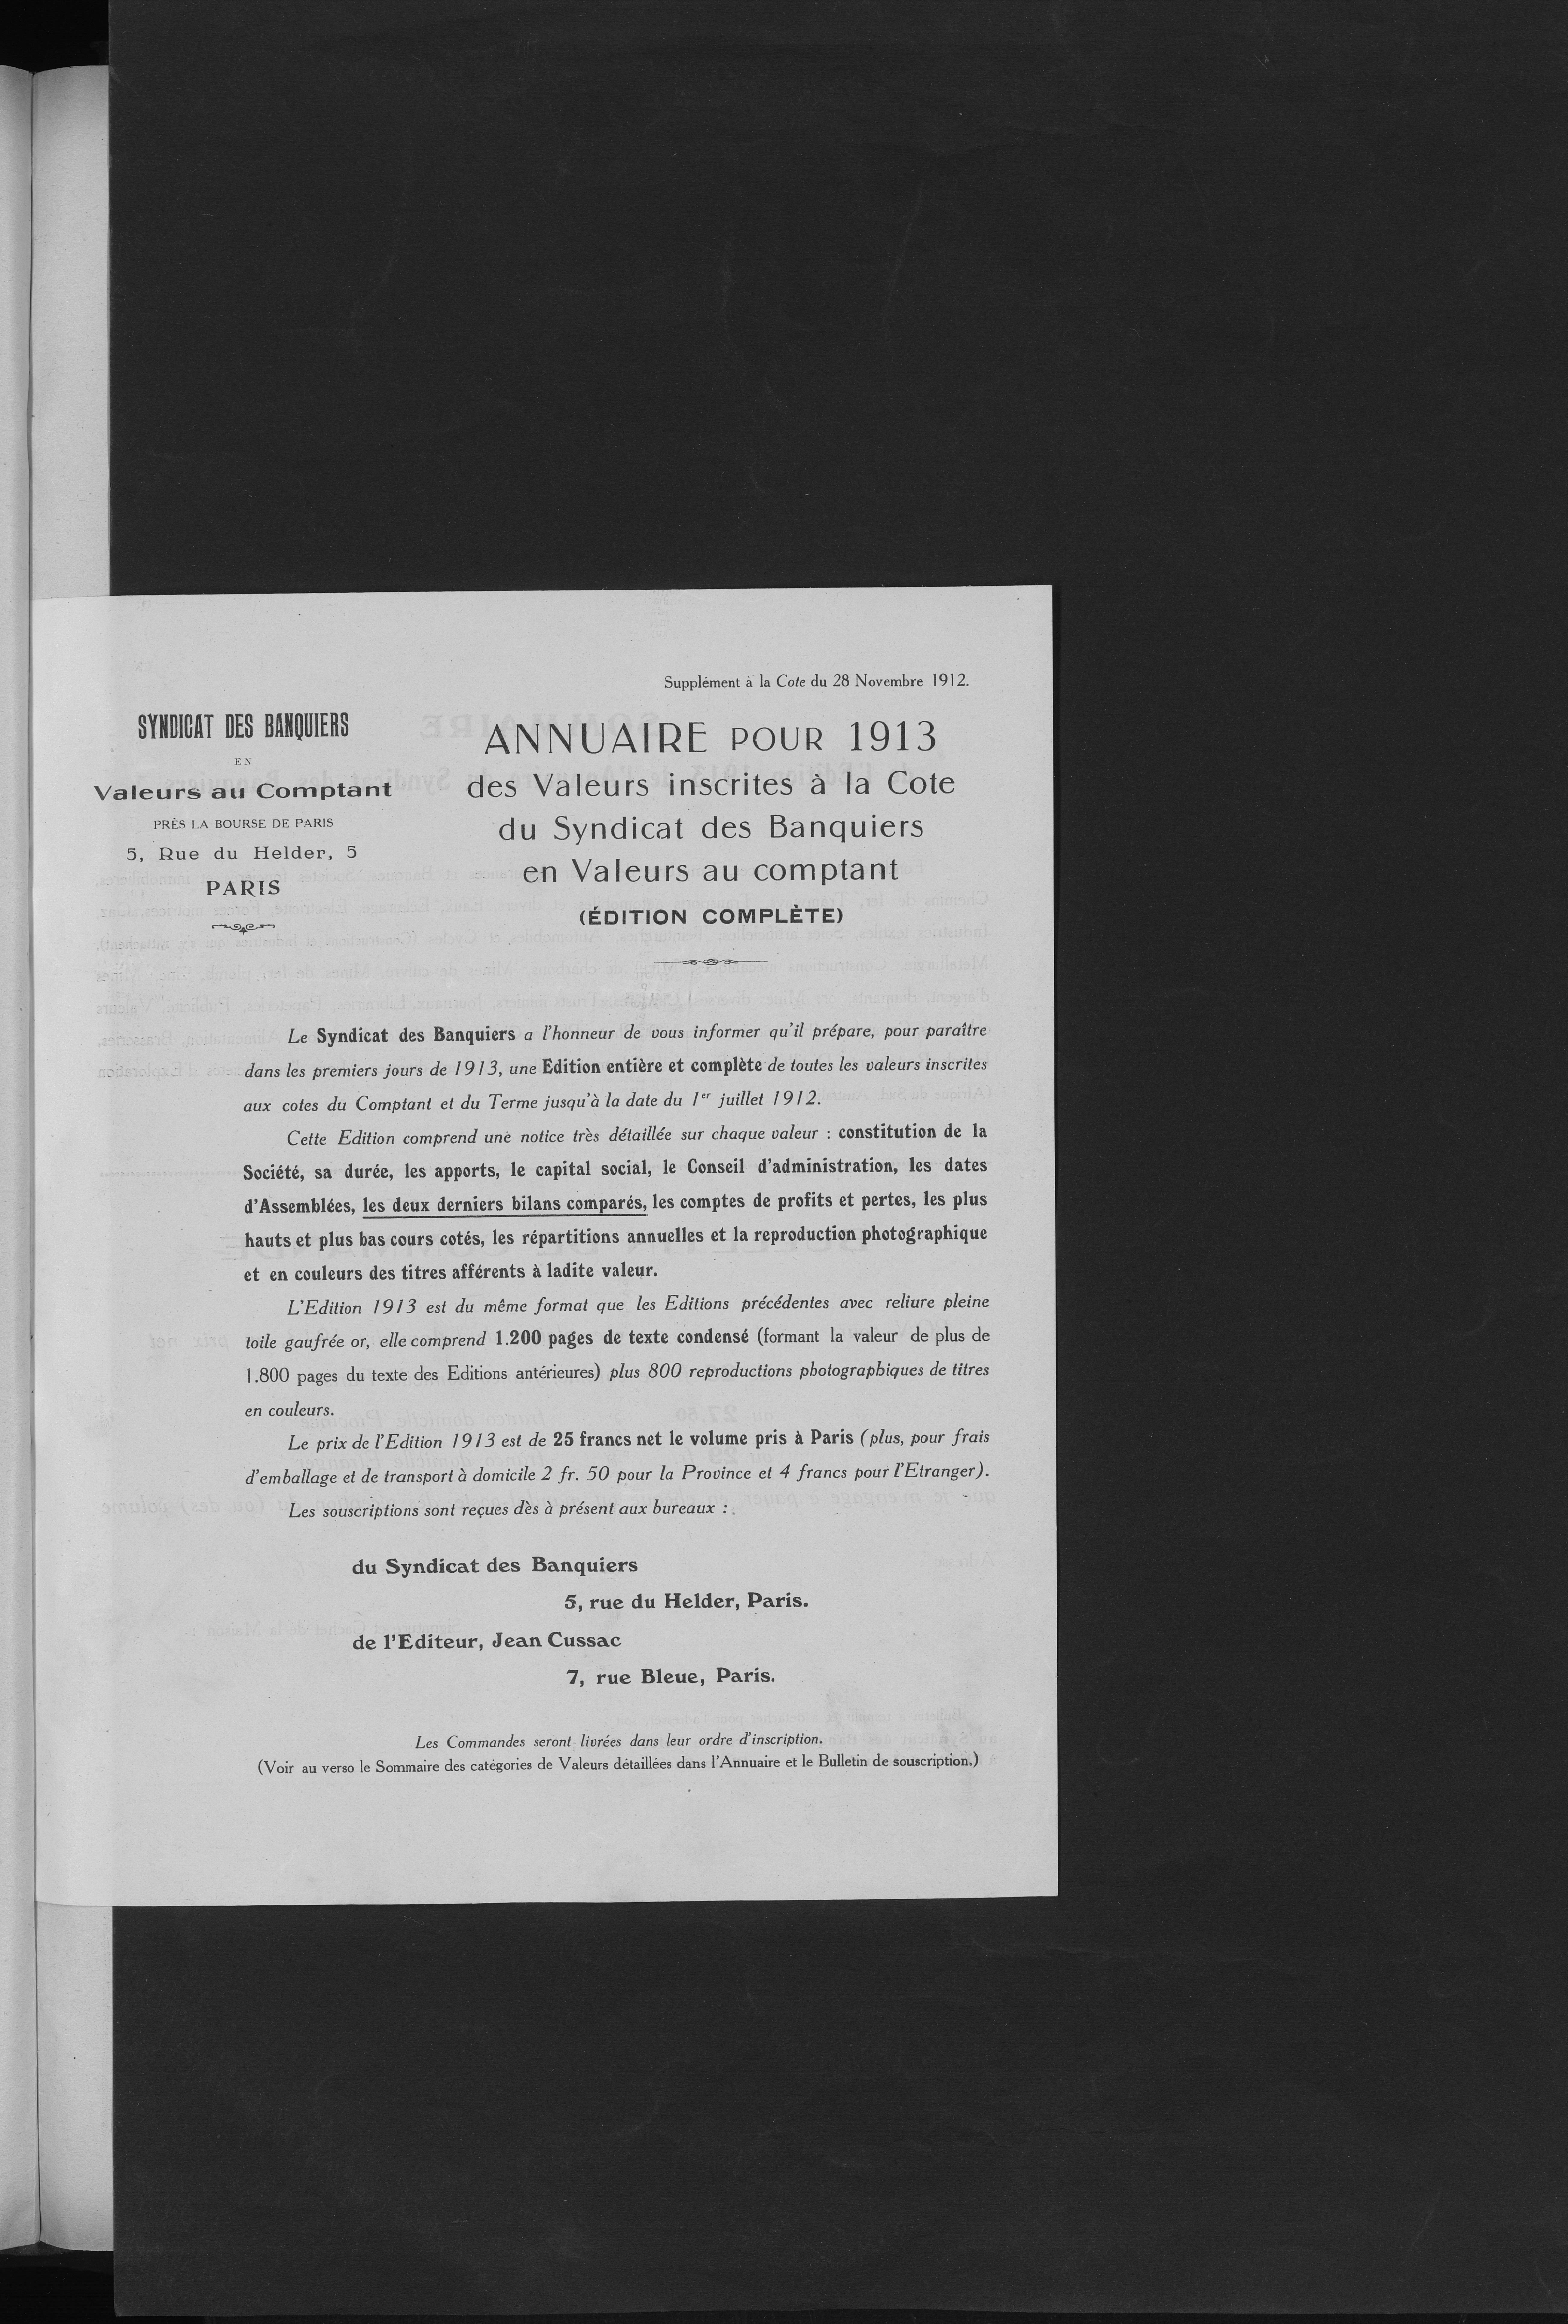 Supplément à la Cote du 28 Novembre 1912.
SYNDICAT DES BANQUIERS
EN
Valeurs au Comptant
PRÈS LA BOURSE DE PARIS
5, Rue du Helder, 5
PARIS
ANNUAIRE POUR 1913
des Valeurs inscrites à la Cote
du Syndicat des Banquiers
en Valeurs au comptant
(ÉDITION COMPLÈTE)
Le Syndicat des Banquiers a l'honneur de vous informer qu'il prépare, pour paraître
dans les premiers jours de 1913, une Edition entière et complète de toutes les valeurs inscrites
aux cotes du Comptant et du Terme jusqu'à la date du 1er juillet 1912.
Cette Edition comprend une notice très détaillée sur chaque valeur : constitution de la
Société, sa durée, les apports, le capital social, le Conseil d'administration, les dates
d'Assemblées, les deux derniers bilans comparés, les comptes de profits et pertes, les plus
hauts et plus bas cours cotés, les répartitions annuelles et la reproduction photographique
et en couleurs des titres afférents à ladite valeur.
L'Edition 1913 est du même format que les Editions précédentes avec reliure pleine
toile gaufrée or, elle comprend 1.200 pages de texte condensé (formant la valeur de plus de
1.800 pages du texte des Editions antérieures) plus 800 reproductions photographiques de titres
en couleurs.
Le prix de l'Edition 1913 est de 25 francs net le volume pris à Paris (plus, pour frais
d'emballage et de transport à domicile 2 fr. 50 pour la Province et 4 francs pour l'Etranger).
Les souscriptions sont reçues dès à présent aux bureaux :
du Syndicat des Banquiers
5, rue du Helder, Paris.
de l'Editeur, Jean Cussac
7, rue Bleue, Paris.
Les Commandes seront livrées dans leur ordre d'inscription.
(Voir au verso le Sommaire des catégories de Valeurs détaillées dans l'Annuaire et le Bulletin de souscription.)